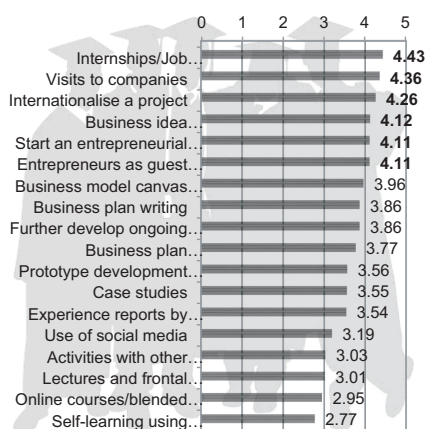 0 1 2 3 4 5
Internships/Job… 4.43
Visits to companies 4.36
Internationalise a project 4.26
Business idea… 4.12
Start an entrepreneurial… 4.11
Entrepreneurs as guest… 4.11
Business model canvas… 3.96
Business plan writing 3.86
Further develop ongoing… 3.86
Business plan… 3.77
Prototype development… 3.56
Case studies 3.55
Experience reports by… 3.54
Use of social media 3.19
Activities with other… 3.03
Lectures and frontal… 3.01
Online courses/blended… 2.95
Self-learning using… 2.77